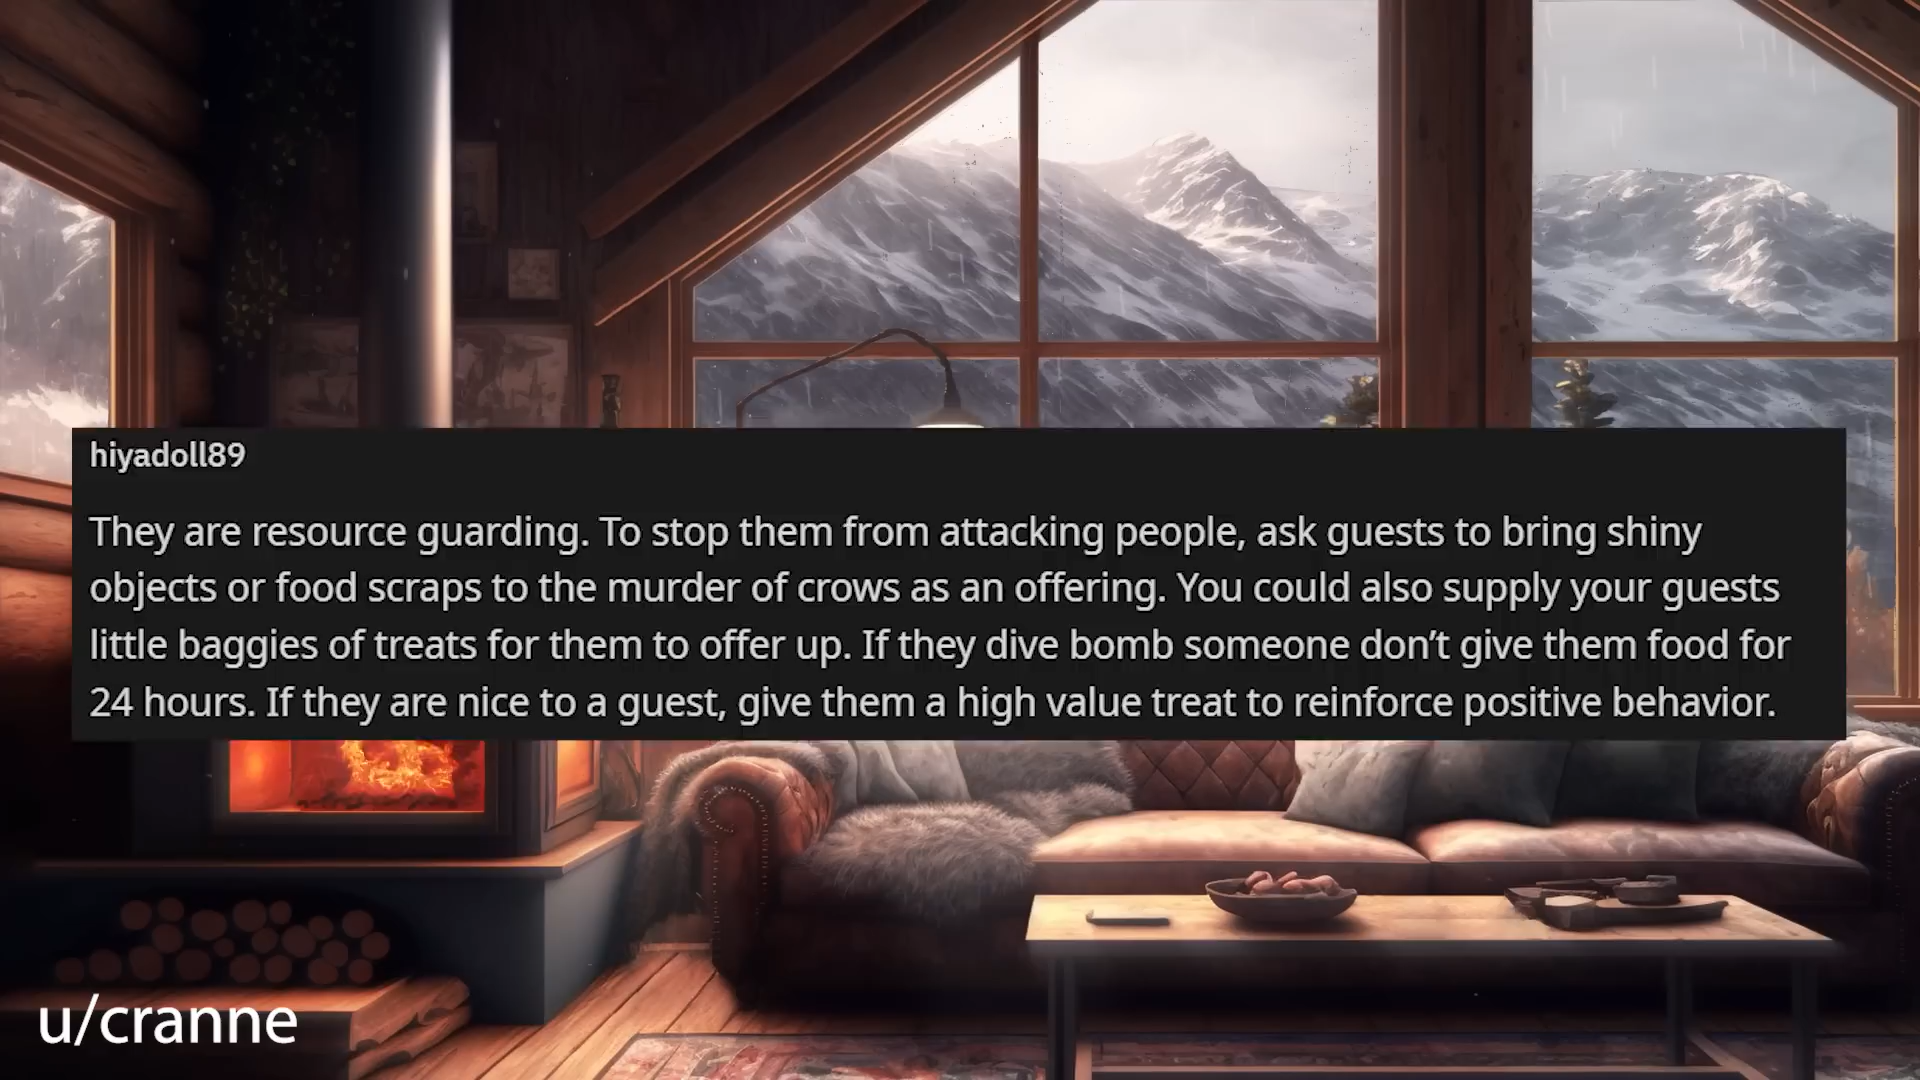 hiyadoll89
They are resource guarding. To stop them from attacking people, ask guests to bring shiny
objects or food scraps to the murder of crows as an offering. You could also supply your guests
little baggies of treats for them to offer up. If they dive bomb someone don’t give them food for
24 hours. If they are nice to a guest, give them a high value treat to reinforce positive behavior.
u/cranne